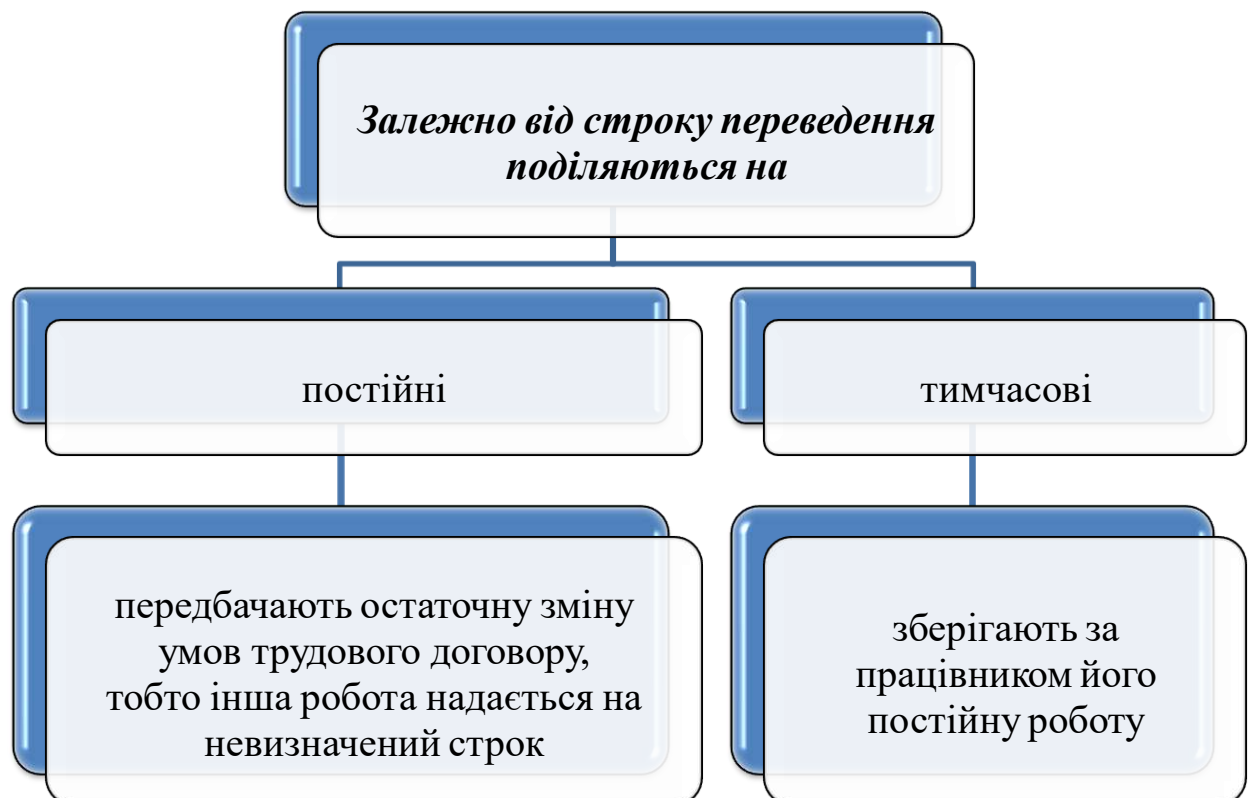 Залежно від строку переведення
поділяються на
постійні
тимчасові
передбачають остаточну зміну
умов трудового договору,
тобто інша робота надається на
невизначений строк
зберігають за
працівником його
постійну роботу